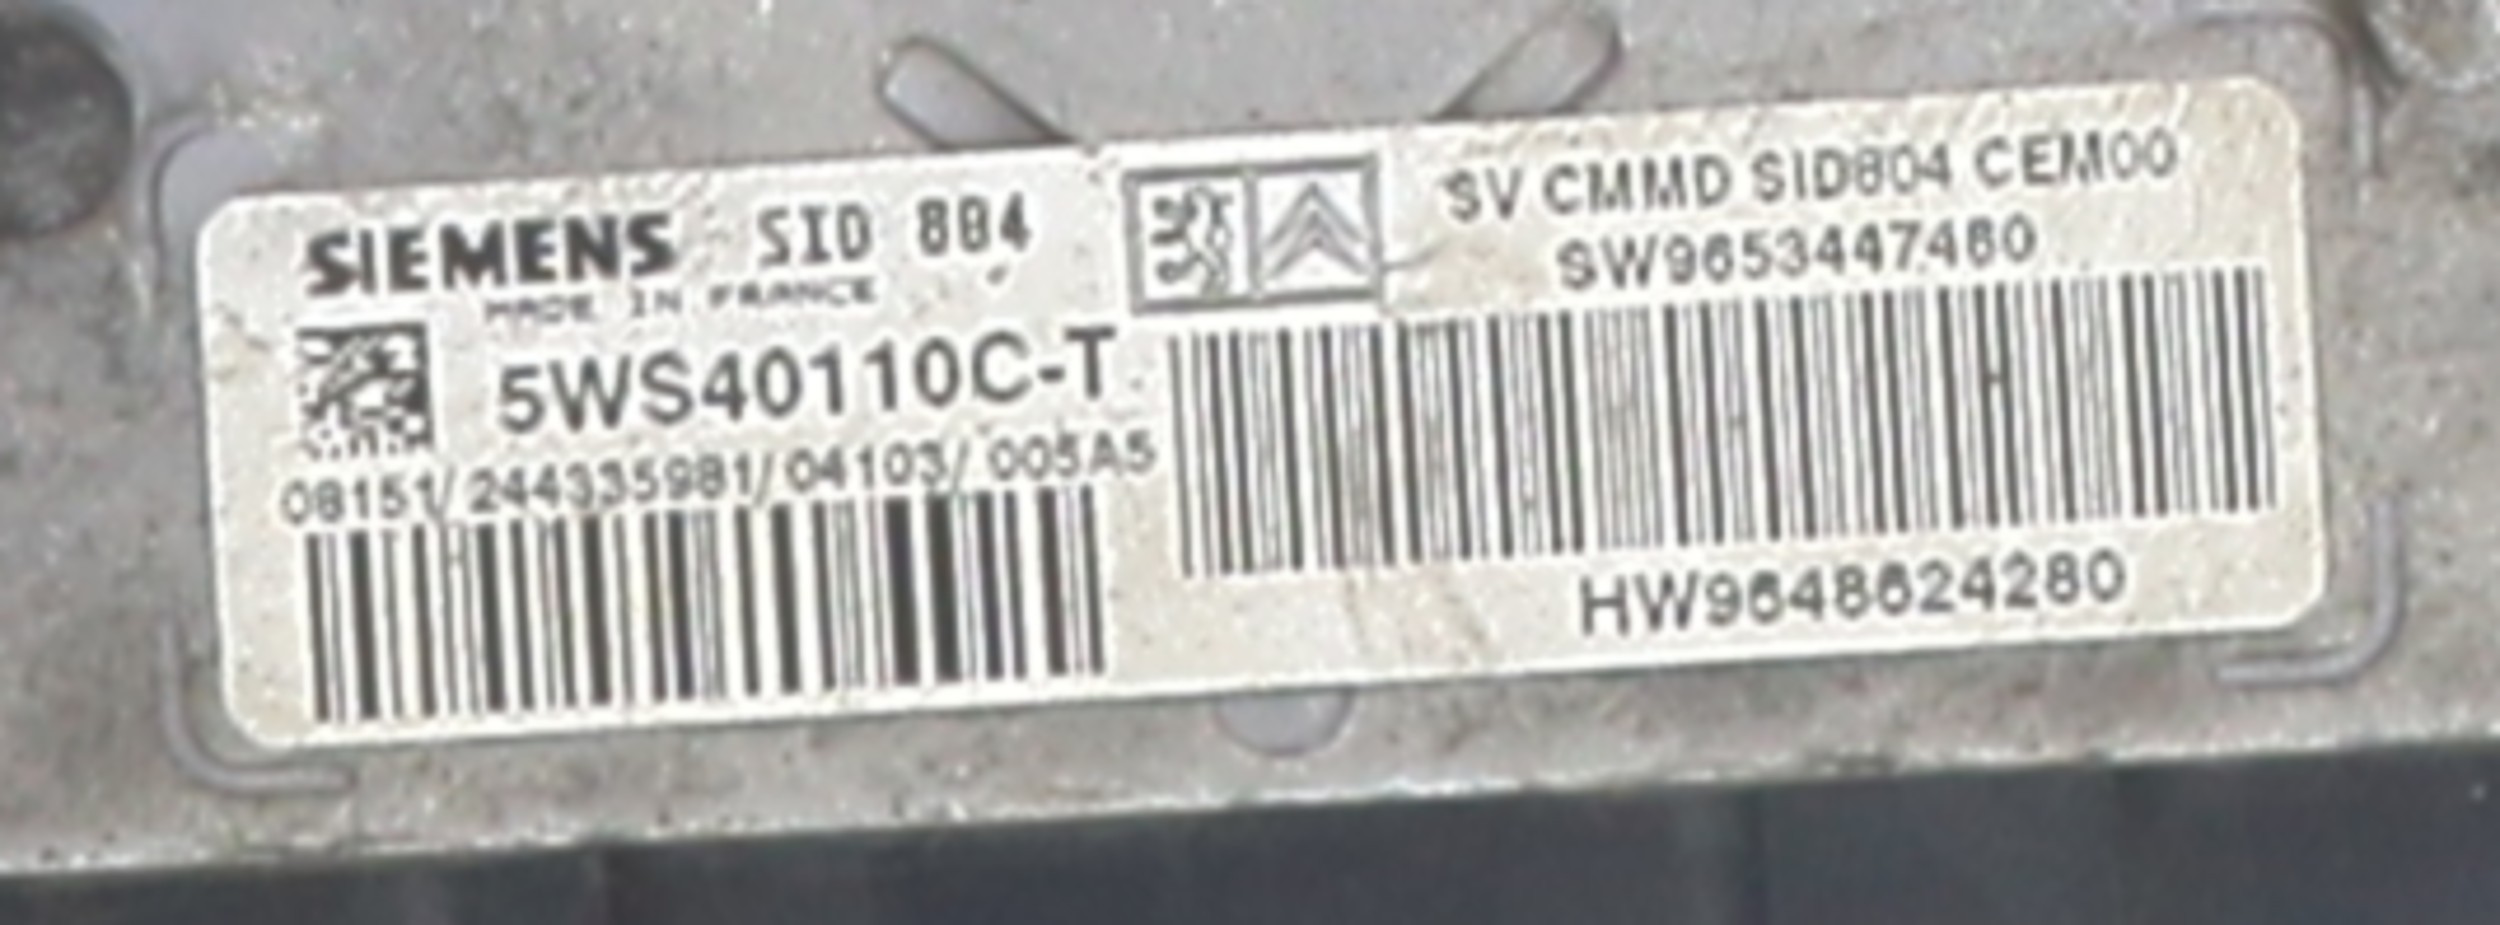 SIEMENS SID 804
MADE IN FRANCE
5WS40110C-T
08151/244335981/04103/005A5
SV CMMD SID804 CEM00
SW9653447480
HW9648624280